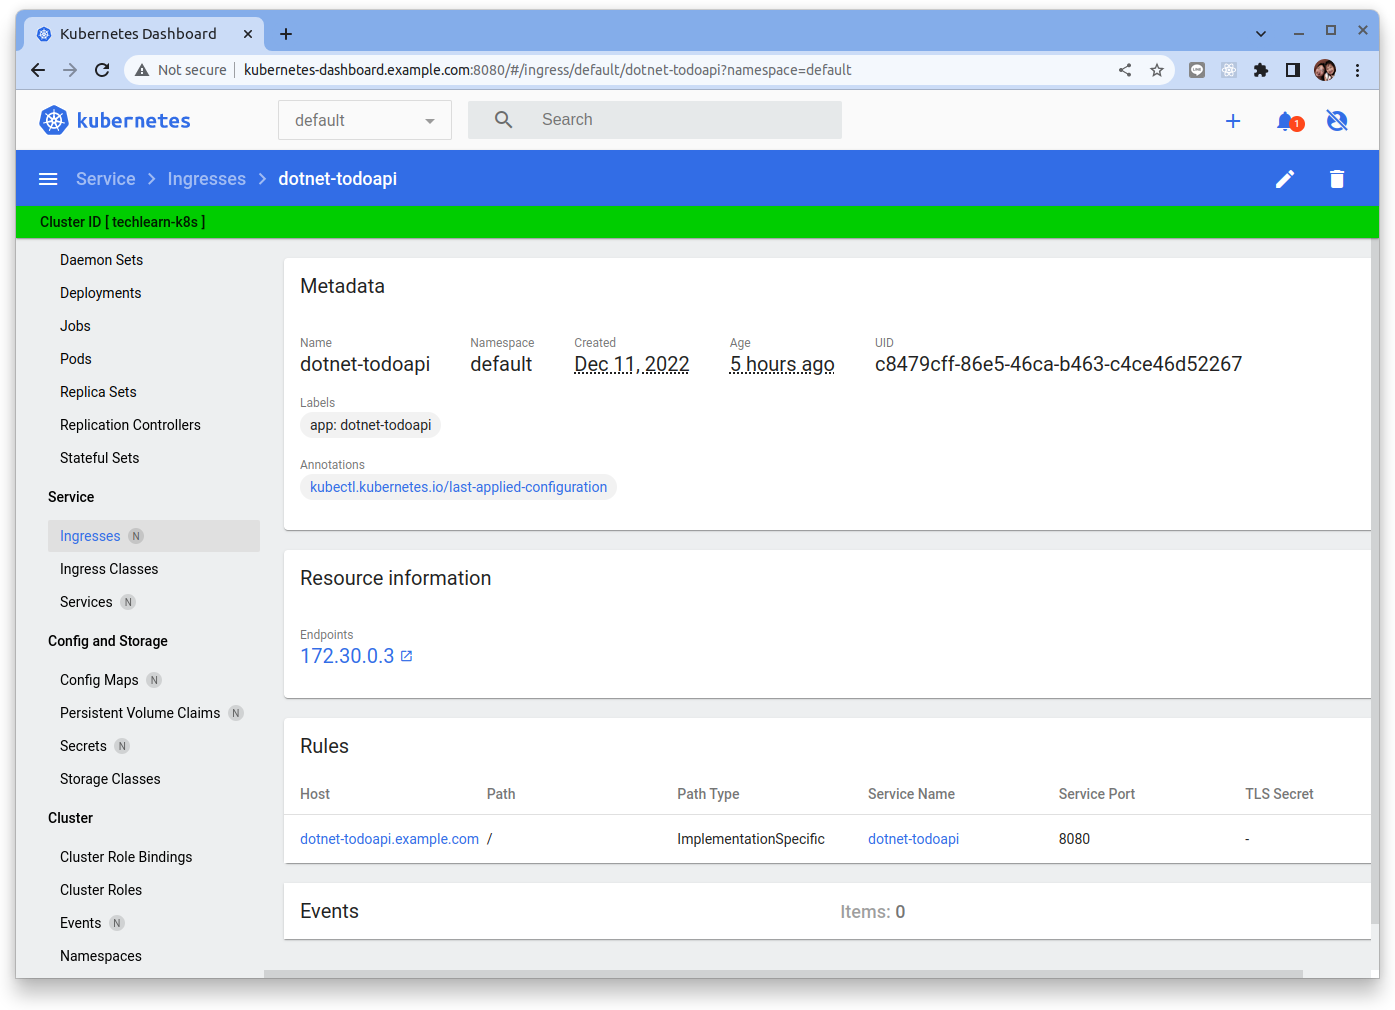 Kubernetes Dashboard
Not secure kubernetes-dashboard.example.com:8080/#/ingress/default/dotnet-todoapi?namespace=default
kubernetes default Search 1
Service Ingresses dotnet-todoapi
Cluster ID [ techlearn-k8s ]
Daemon Sets
Deployments
Jobs
Pods
Replica Sets
Replication Controllers
Stateful Sets
Service
Ingresses N
Ingress Classes
Services N
Config and Storage
Config Maps N
Persistent Volume Claims N
Secrets N
Storage Classes
Cluster
Cluster Role Bindings
Cluster Roles
Events N
Namespaces
Metadata
Name Namespace Created Age UID
dotnet-todoapi default Dec 11, 2022 5 hours ago c8479cff-86e5-46ca-b463-c4ce46d52267
Labels
app: dotnet-todoapi
Annotations
kubectl.kubernetes.io/last-applied-configuration
Resource information
Endpoints
172.30.0.3
Rules
Host Path Path Type Service Name Service Port TLS Secret
dotnet-todoapi.example.com / ImplementationSpecific dotnet-todoapi 8080 -
Events Items: 0